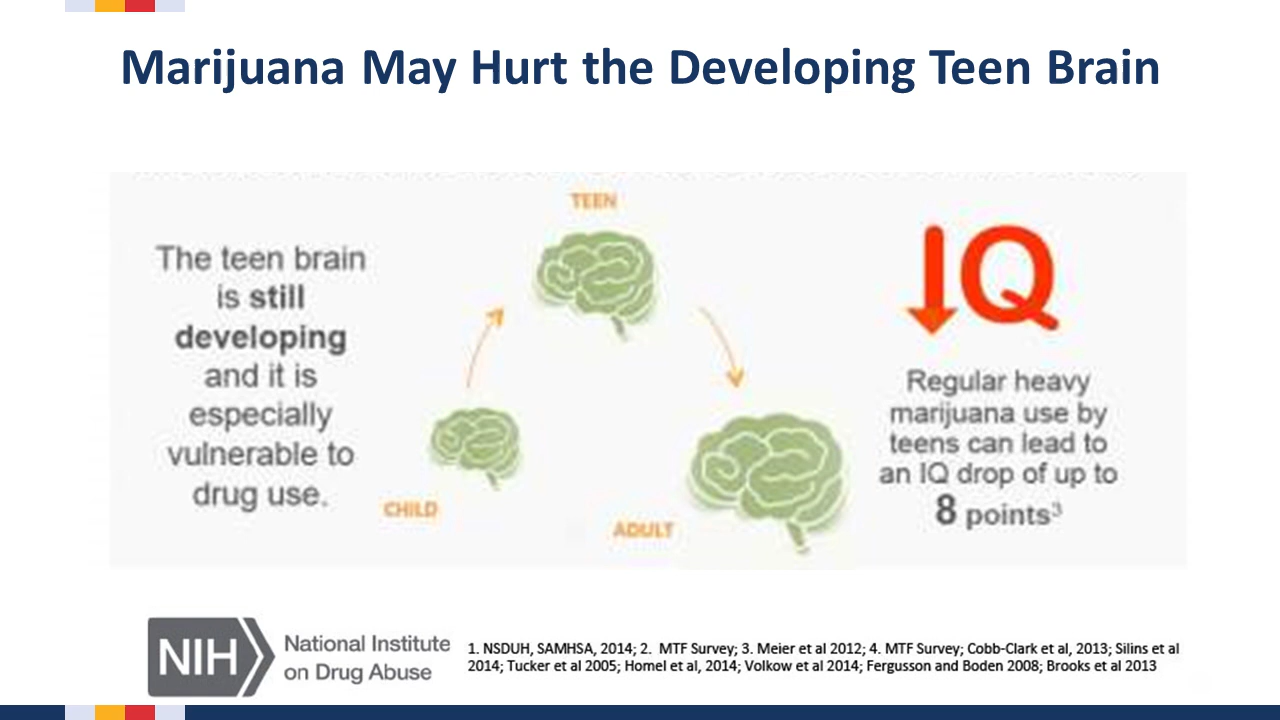 Marijuana May Hurt the Developing Teen Brain
The teen brain
is still
developing
and it is
especially
vulnerable to
drug use.
TEEN
CHILD
ADULT
IQ
Regular heavy
marijuana use by
teens can lead to
an IQ drop of up to
8 points³
NIH
National Institute
on Drug Abuse
1. NSDUH, SAMHSA, 2014; 2. MTF Survey; 3. Meier et al 2012; 4. MTF Survey; Cobb-Clark et al, 2013; Silins et al
2014; Tucker et al 2005; Homel et al, 2014; Volkow et al 2014; Fergusson and Boden 2008; Brooks et al 2013